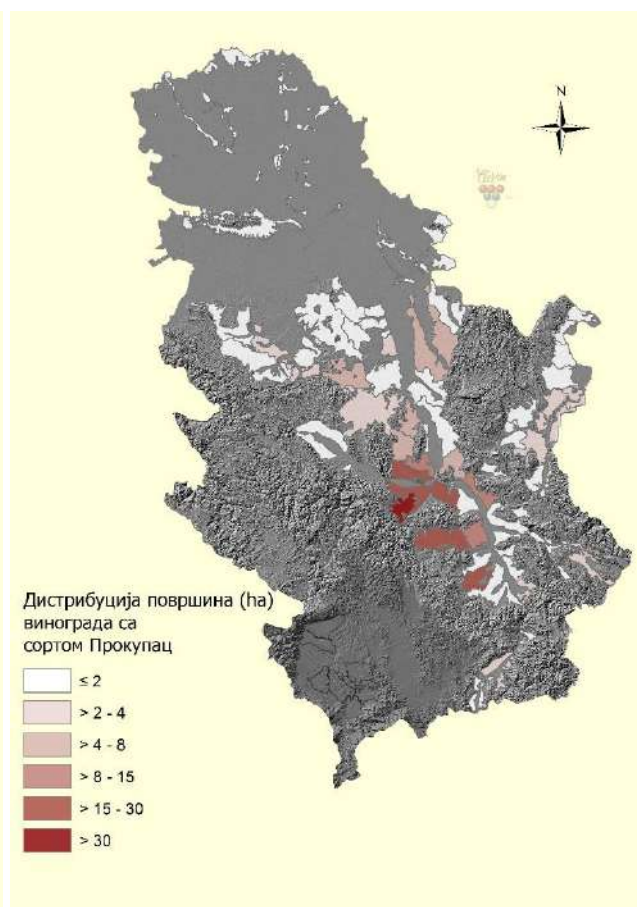 N
Дистрибуција површина (ha)
винограда са
сортом Прокупац
≤ 2
> 2 - 4
> 4 - 8
> 8 - 15
> 15 - 30
> 30